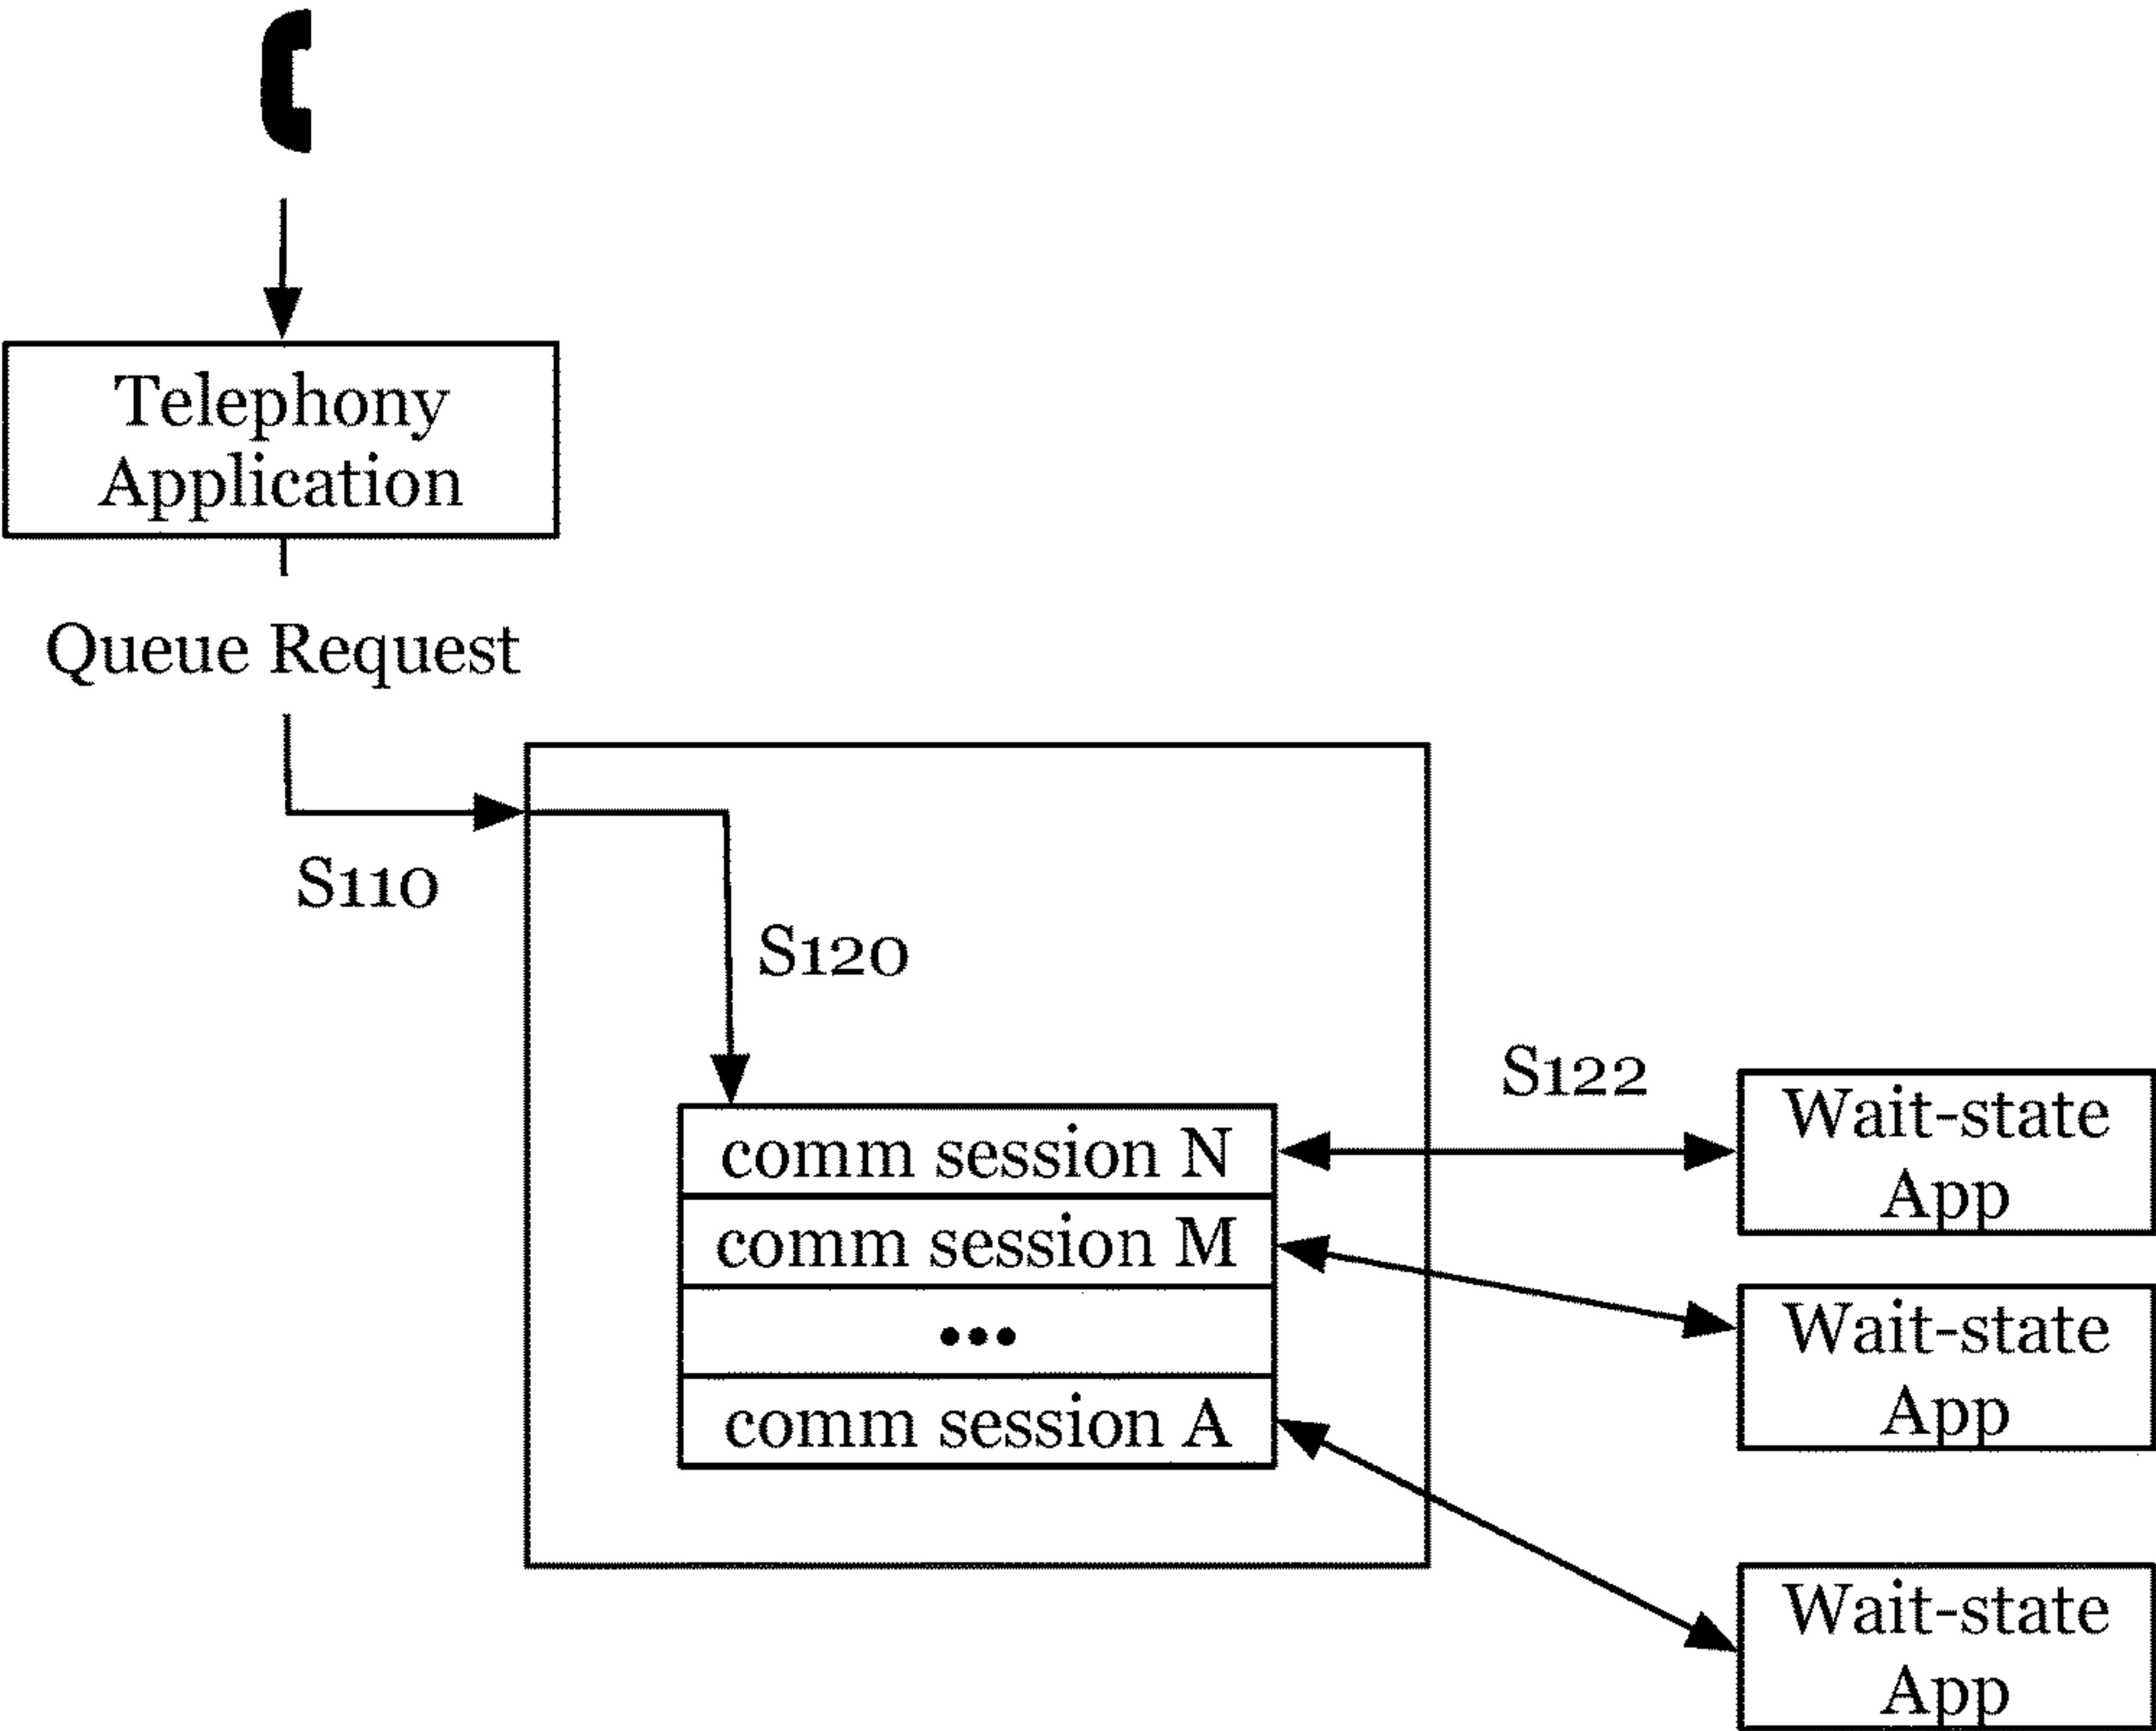 Telephony
Application
Queue Request
S110
S120
S122
comm session N
comm session M
•••
comm session A
Wait-state
App
Wait-state
App
Wait-state
App